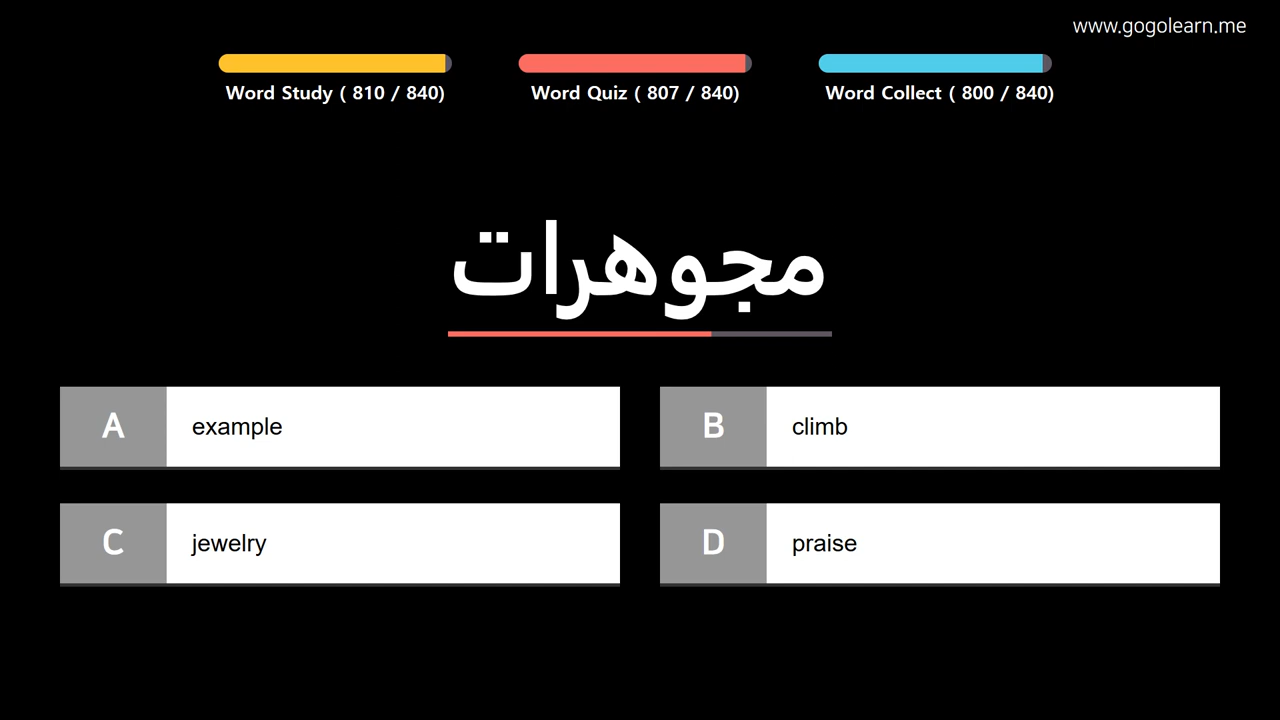 www.gogolearn.me
Word Study ( 810 / 840)
Word Quiz ( 807 / 840)
Word Collect ( 800 / 840)
مجوهرات
A example
B climb
C jewelry
D praise